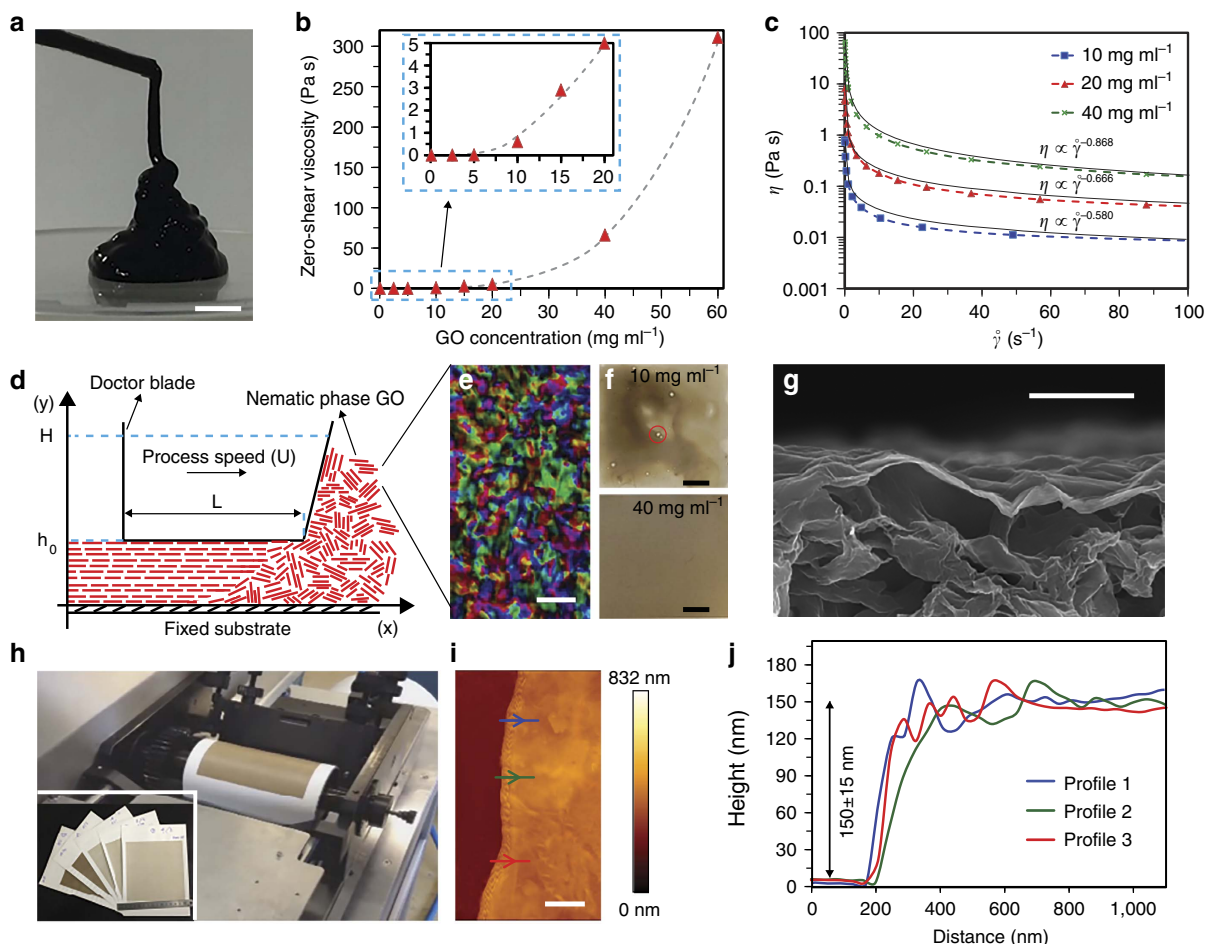 a
b
300
250
200
150
100
50
0
0
10
20
30
40
50
60
Zero-shear viscosity (Pa s)
GO concentration (mg ml⁻¹)
5
4
3
2
1
0
0
5
10
15
20
c
100
10
1
0.1
0.01
0.001
0
20
40
60
80
100
η (Pa s)
γ̊ (s⁻¹)
10 mg ml⁻¹
20 mg ml⁻¹
40 mg ml⁻¹
η ∝ γ̊⁻⁰·⁸⁶⁸
η ∝ γ̊⁻⁰·⁶⁶⁶
η ∝ γ̊⁻⁰·⁵⁸⁰
d
Doctor blade
(y)
Nematic phase GO
H
Process speed (U)
L
h₀
Fixed substrate
(x)
e
f
10 mg ml⁻¹
40 mg ml⁻¹
g
h
i
832 nm
0 nm
j
180
150
120
90
60
30
0
0
200
400
600
800
1,000
Height (nm)
Distance (nm)
150±15 nm
Profile 1
Profile 2
Profile 3